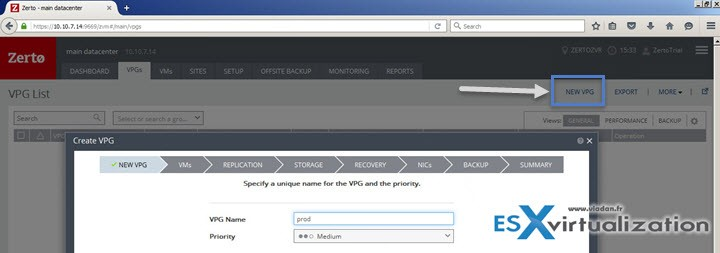 Zerto - main datacenter
https://10.10.7.14:9669/zvm#/main/vpgs
Search
Zerto
main datacenter 10.10.7.14
ZERTO2VR 15:33 ZertoTrial
DASHBOARD VPGs VMs SITES SETUP OFFSITE BACKUP MONITORING REPORTS
VPG List
NEW VPG EXPORT MORE
Search Select or search a gro...
Views: GENERAL PERFORMANCE BACKUP
Operation
Create VPG
NEW VPG VMs REPLICATION STORAGE RECOVERY NICs BACKUP SUMMARY
Specify a unique name for the VPG and the priority.
VPG Name prod
Priority Medium
www.vladan.fr
ESXvirtualization